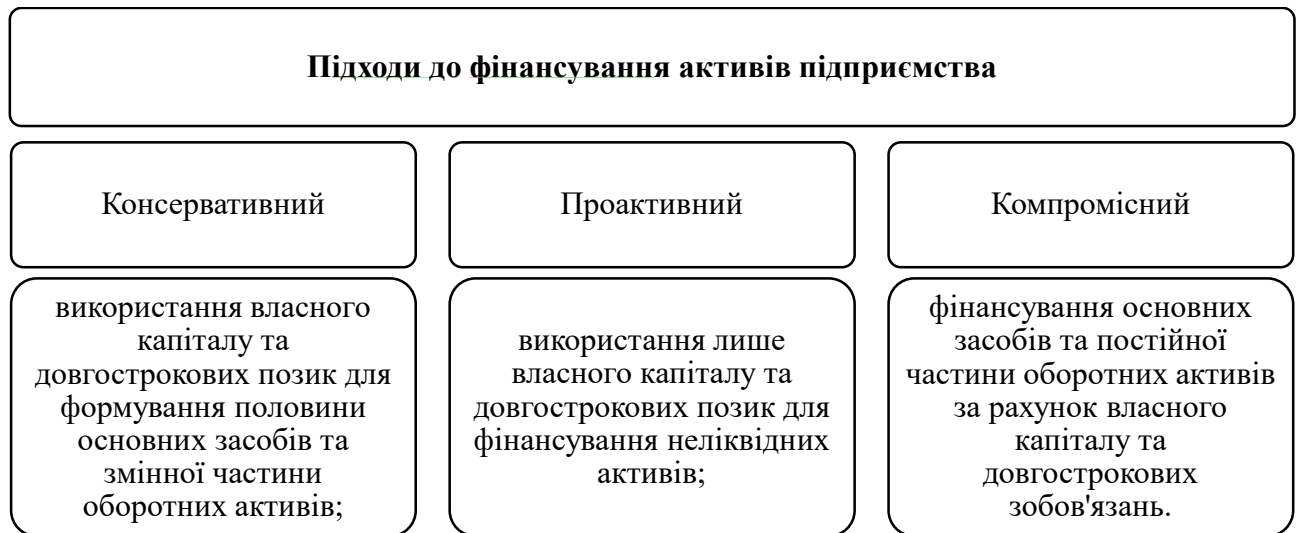 Підходи до фінансування активів підприємства
Консервативний
Проактивний
Компромісний
використання власного
капіталу та
довгострокових позик для
формування половини
основних засобів та
змінної частини
оборотних активів;
використання лише
власного капіталу та
довгострокових позик для
фінансування неліквідних
активів;
фінансування основних
засобів та постійної
частини оборотних активів
за рахунок власного
капіталу та
довгострокових
зобов'язань.